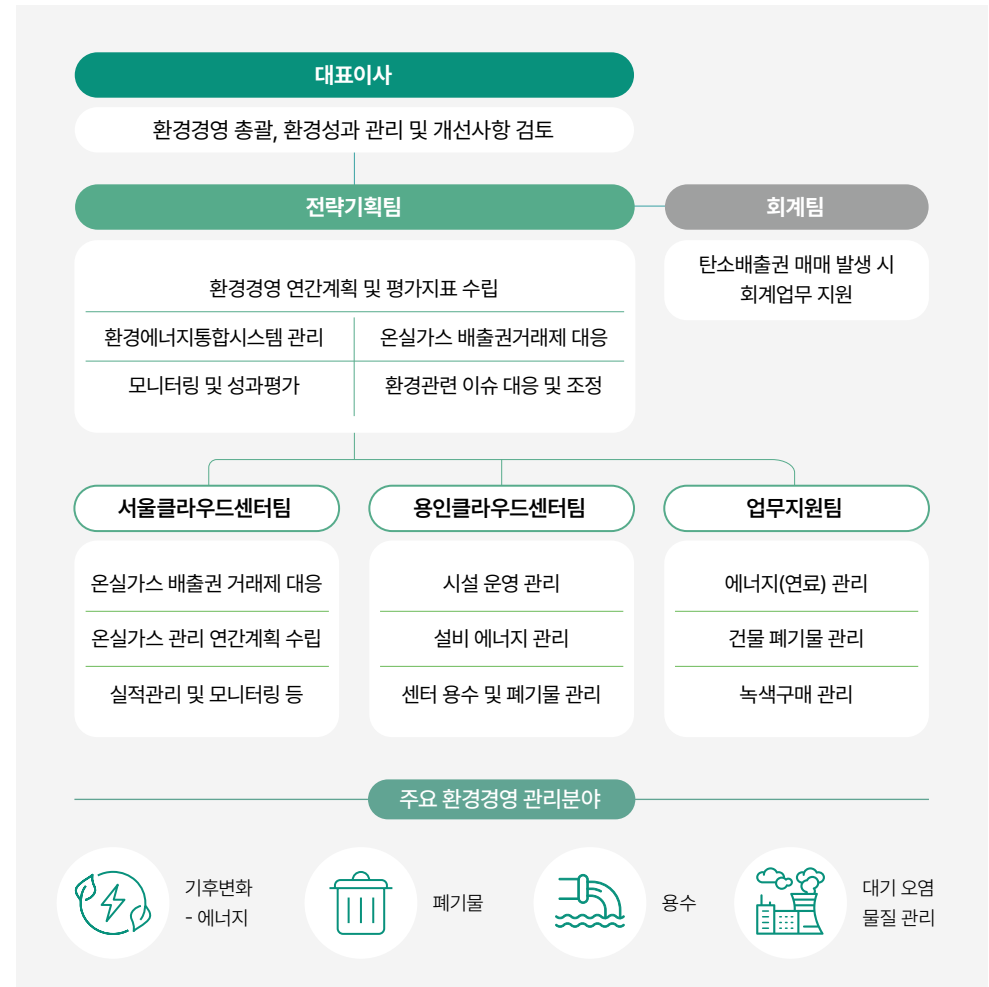 대표이사
환경경영 총괄, 환경성과 관리 및 개선사항 검토
전략기획팀
환경경영 연간계획 및 평가지표 수립
환경에너지통합시스템 관리
온실가스 배출권거래제 대응
모니터링 및 성과평가
환경관련 이슈 대응 및 조정
회계팀
탄소배출권 매매 발생 시
회계업무 지원
서울클라우드센터팀
온실가스 배출권 거래제 대응
온실가스 관리 연간계획 수립
실적관리 및 모니터링 등
용인클라우드센터팀
시설 운영 관리
설비 에너지 관리
센터 용수 및 폐기물 관리
업무지원팀
에너지(연료) 관리
건물 폐기물 관리
녹색구매 관리
주요 환경경영 관리분야
기후변화
- 에너지
폐기물
용수
대기 오염
물질 관리